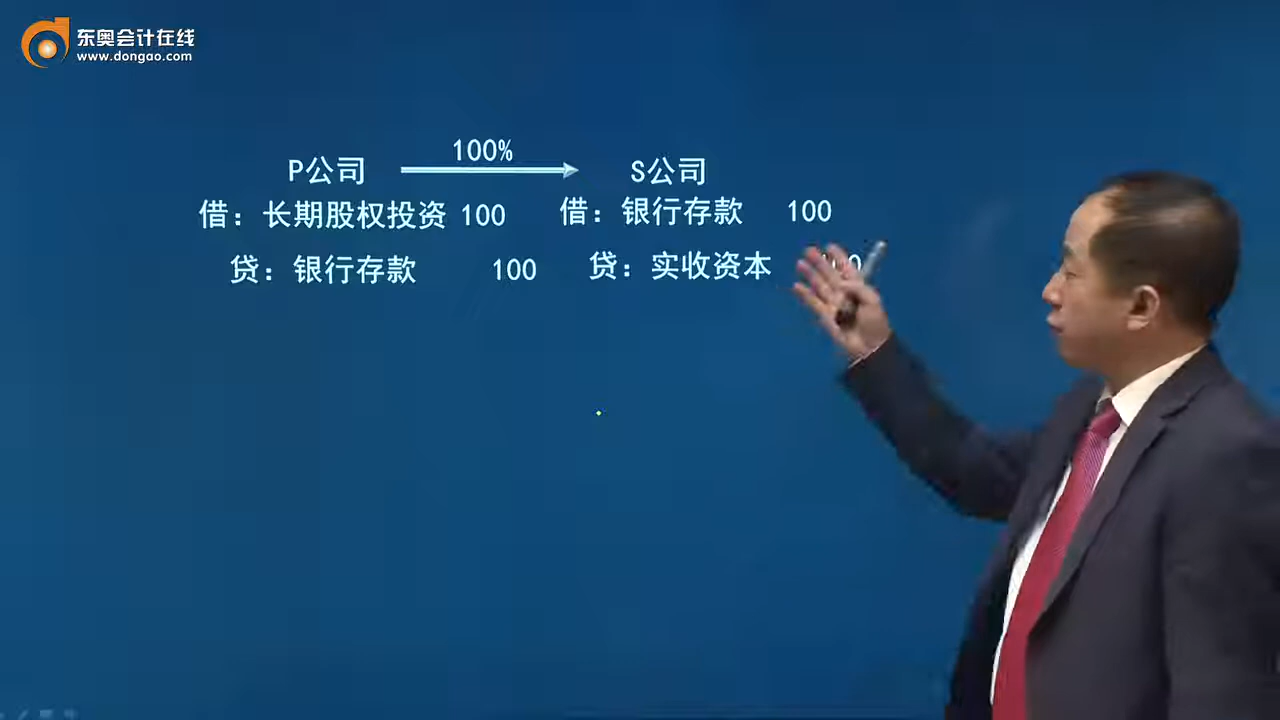 东奥会计在线
www.dongao.com
100%
P公司 S公司
借：长期股权投资 100 借：银行存款 100
贷：银行存款 100 贷：实收资本